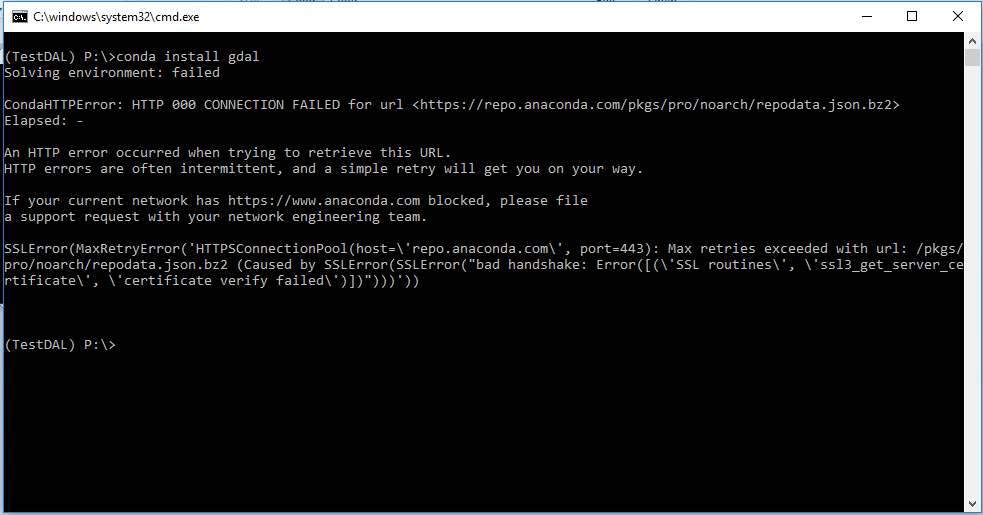 C:\windows\system32\cmd.exe
(TestDAL) P:\>conda install gdal
Solving environment: failed
CondaHTTPError: HTTP 000 CONNECTION FAILED for url <https://repo.anaconda.com/pkgs/pro/noarch/repodata.json.bz2>
Elapsed: -
An HTTP error occurred when trying to retrieve this URL.
HTTP errors are often intermittent, and a simple retry will get you on your way.
If your current network has https://www.anaconda.com blocked, please file
a support request with your network engineering team.
SSLError(MaxRetryError('HTTPSConnectionPool(host=\'repo.anaconda.com\', port=443): Max retries exceeded with url: /pkgs/
pro/noarch/repodata.json.bz2 (Caused by SSLError(SSLError("bad handshake: Error([(\'SSL routines\', \'ssl3_get_server_ce
rtificate\', \'certificate verify failed\')])")))'))
(TestDAL) P:\>